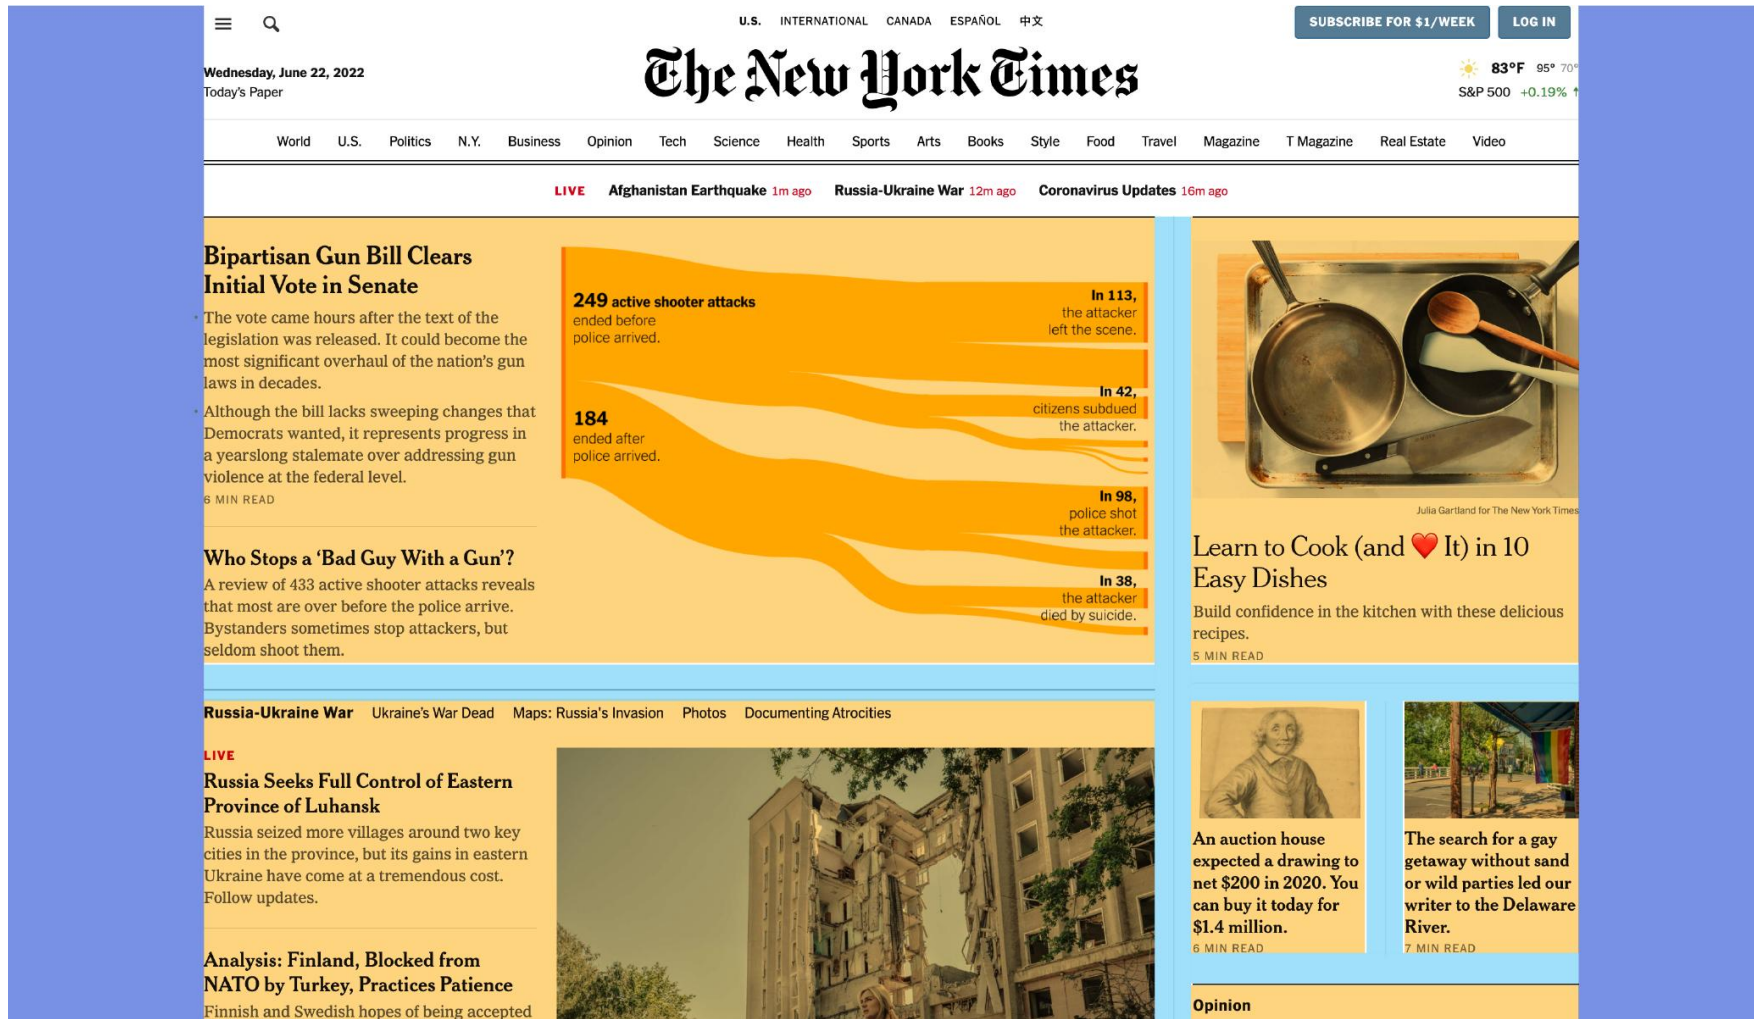 U.S. INTERNATIONAL CANADA ESPAÑOL 中文
SUBSCRIBE FOR $1/WEEK
LOG IN
Wednesday, June 22, 2022
Today's Paper
The New York Times
83°F 95° 70°
S&P 500 +0.19% ↑
World U.S. Politics N.Y. Business Opinion Tech Science Health Sports Arts Books Style Food Travel Magazine T Magazine Real Estate Video
LIVE Afghanistan Earthquake 1m ago Russia-Ukraine War 12m ago Coronavirus Updates 16m ago
Bipartisan Gun Bill Clears
Initial Vote in Senate
The vote came hours after the text of the
legislation was released. It could become the
most significant overhaul of the nation's gun
laws in decades.
Although the bill lacks sweeping changes that
Democrats wanted, it represents progress in
a yearslong stalemate over addressing gun
violence at the federal level.
6 MIN READ
Who Stops a 'Bad Guy With a Gun'?
A review of 433 active shooter attacks reveals
that most are over before the police arrive.
Bystanders sometimes stop attackers, but
seldom shoot them.
249 active shooter attacks
ended before
police arrived.
184
ended after
police arrived.
In 113,
the attacker
left the scene.
In 42,
citizens subdued
the attacker.
In 98,
police shot
the attacker.
In 38,
the attacker
died by suicide.
Julia Gartland for The New York Times
Learn to Cook (and ❤️ It) in 10
Easy Dishes
Build confidence in the kitchen with these delicious
recipes.
5 MIN READ
Russia-Ukraine War Ukraine's War Dead Maps: Russia's Invasion Photos Documenting Atrocities
LIVE
Russia Seeks Full Control of Eastern
Province of Luhansk
Russia seized more villages around two key
cities in the province, but its gains in eastern
Ukraine have come at a tremendous cost.
Follow updates.
Analysis: Finland, Blocked from
NATO by Turkey, Practices Patience
Finnish and Swedish hopes of being accepted
An auction house
expected a drawing to
net $200 in 2020. You
can buy it today for
$1.4 million.
6 MIN READ
The search for a gay
getaway without sand
or wild parties led our
writer to the Delaware
River.
7 MIN READ
Opinion